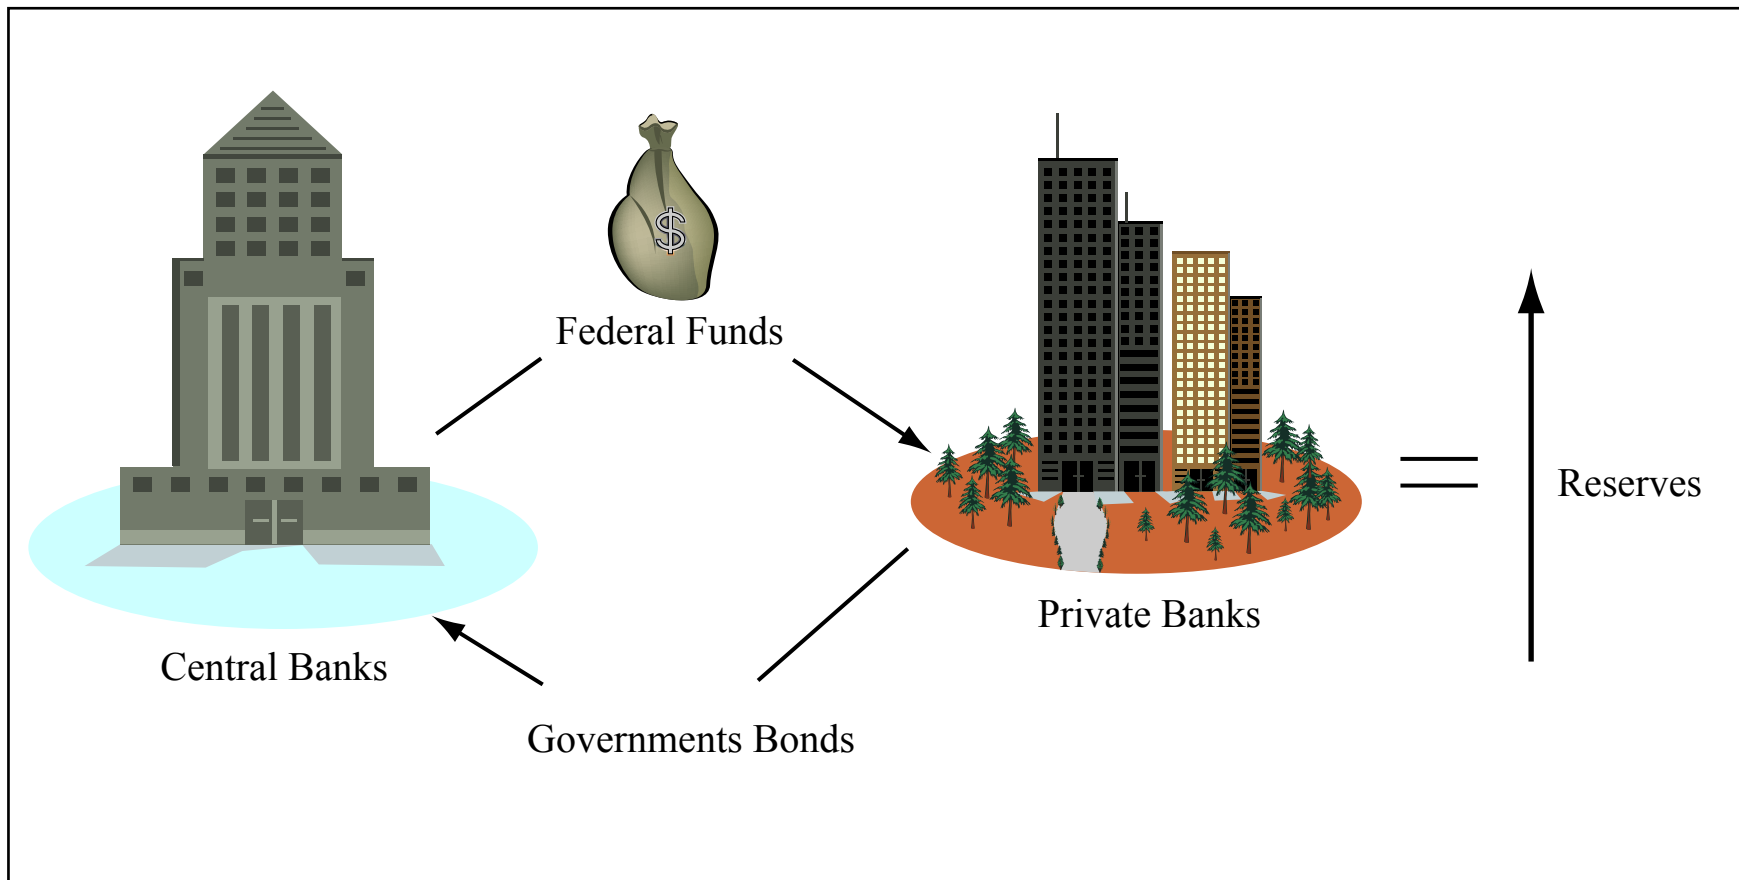 $
Federal Funds
Reserves
Private Banks
Central Banks
Governments Bonds